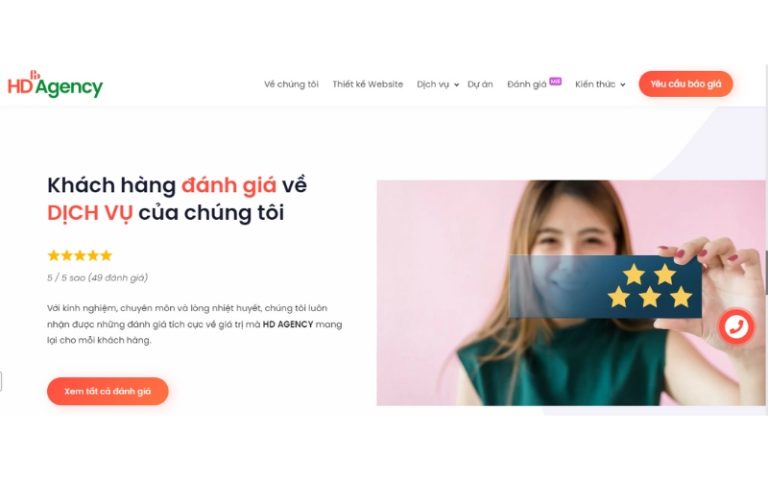 HD Agency
Về chúng tôi
Thiết kế Website
Dịch vụ
Dự án
Đánh giá
Kiến thức
Yêu cầu báo giá
Khách hàng đánh giá về
DỊCH VỤ của chúng tôi
5 / 5 sao (49 đánh giá)
Với kinh nghiệm, chuyên môn và lòng nhiệt huyết, chúng tôi luôn
nhận được những đánh giá tích cực về giá trị mà HD AGENCY mang
lại cho mỗi khách hàng.
Xem tất cả đánh giá